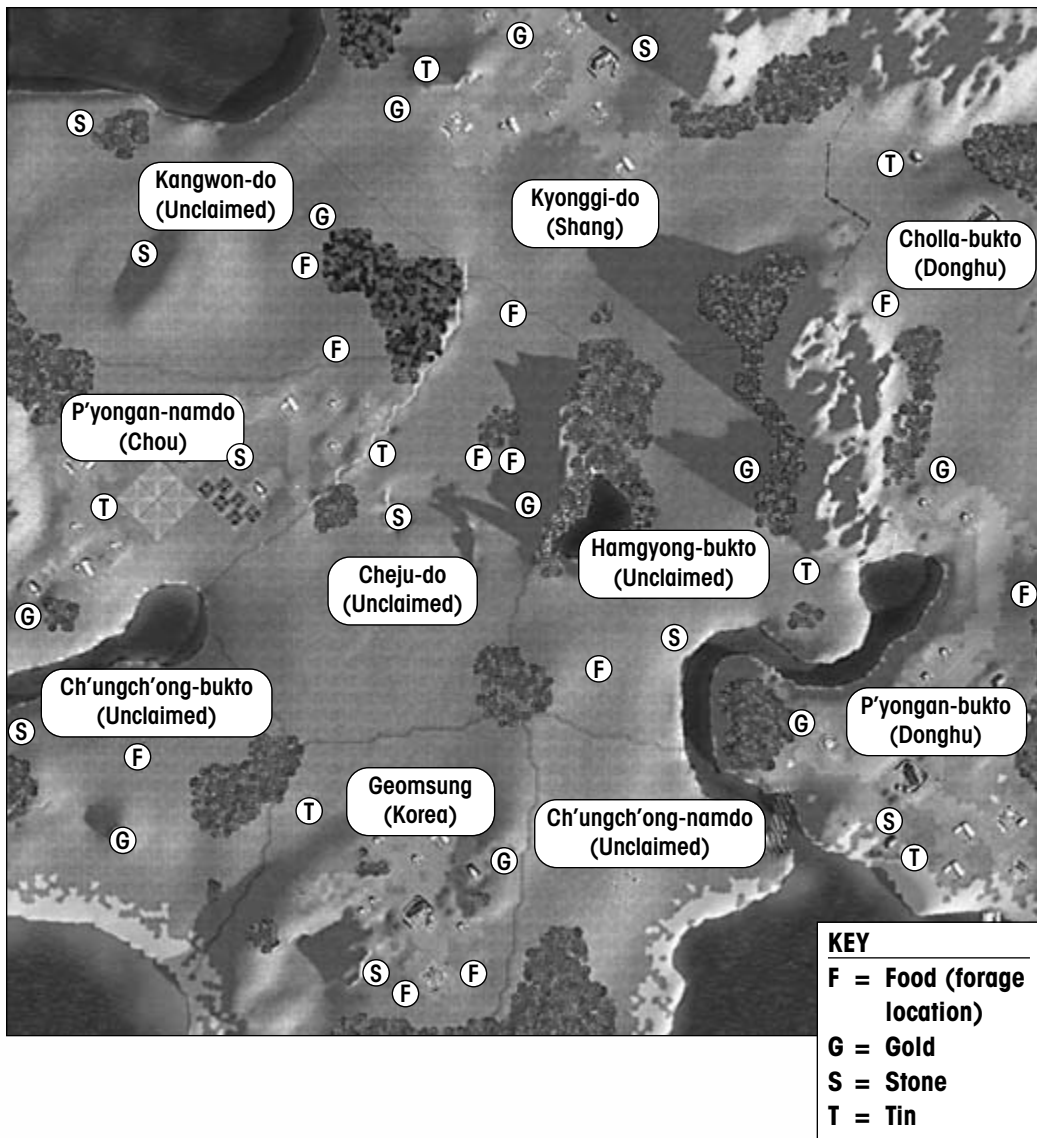 G
S
T
G
S
T
Kangwon-do
(Unclaimed)
Kyonggi-do
(Shang)
G
Cholla-bukto
(Donghu)
S
F
F
F
F
P'yongan-namdo
(Chou)
S
T
F
F
G
G
T
G
S
Hamgyong-bukto
(Unclaimed)
Cheju-do
(Unclaimed)
T
F
G
S
F
Ch'ungch'ong-bukto
(Unclaimed)
P'yongan-bukto
(Donghu)
G
S
F
Geomsung
(Korea)
T
Ch'ungch'ong-namdo
(Unclaimed)
S
G
G
T
S
F
F
KEY
F = Food (forage
location)
G = Gold
S = Stone
T = Tin